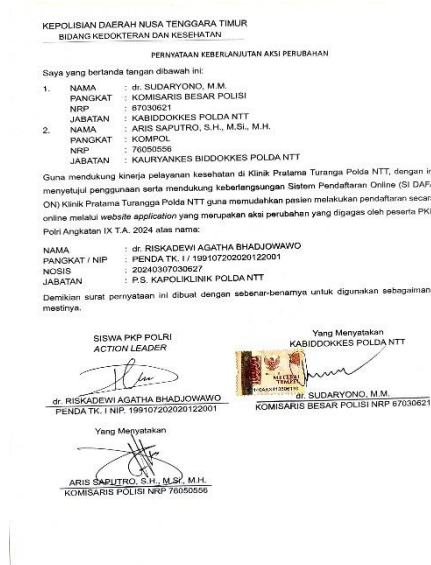 KEPOLISIAN DAERAH NUSA TENGGARA TIMUR
BIDANG KEDOKTERAN DAN KESEHATAN
PERNYATAAN KEBERLANJUTAN AKSI PERUBAHAN
Saya yang bertanda tangan dibawah ini:
1. NAMA : dr. SUDARYONO, M.M.
PANGKAT : KOMISARIS BESAR POLISI
NRP : 67030621
JABATAN : KABIDDOKKES POLDA NTT
2. NAMA : ARIS SAPUTRO, S.H., M.Si., M.H.
PANGKAT : KOMPOL
NRP : 76050556
JABATAN : KAURYANKES BIDDOKKES POLDA NTT
Guna mendukung kinerja pelayanan kesehatan di Klinik Pratama Turanga Polda NTT, dengan in
menyetujui penggunaan serta mendukung keberlangsungan Sistem Pendaftaran Online (SI DAFA
ON) Klinik Pratama Turangga Polda NTT guna memudahkan pasien melakukan pendaftaran secara
online melalui website application yang merupakan aksi perubahan yang digagas oleh peserta PKP
Polri Angkatan IX T.A. 2024 atas nama:
NAMA : dr. RISKADEWI AGATHA BHADJOWAWO
PANGKAT / NIP : PENDA TK. I / 199107202020122001
NOSIS : 20240307030627
JABATAN : P.S. KAPOLIKLINIK POLDA NTT
Demikian surat pernyataan ini dibuat dengan sebenar-benarnya untuk digunakan sebagaiman
mestinya.
SISWA PKP POLRI
ACTION LEADER
dr. RISKADEWI AGATHA BHADJOWAWO
PENDA TK. I NIP. 199107202020122001
Yang Menyatakan
KABIDDOKKES POLDA NTT
METERAI
TEMPEL
dr. SUDARYONO, M.M.
KOMISARIS BESAR POLISI NRP 67030621
Yang Menyatakan
ARIS SAPUTRO, S.H., M.Si., M.H.
KOMISARIS POLISI NRP 76050556